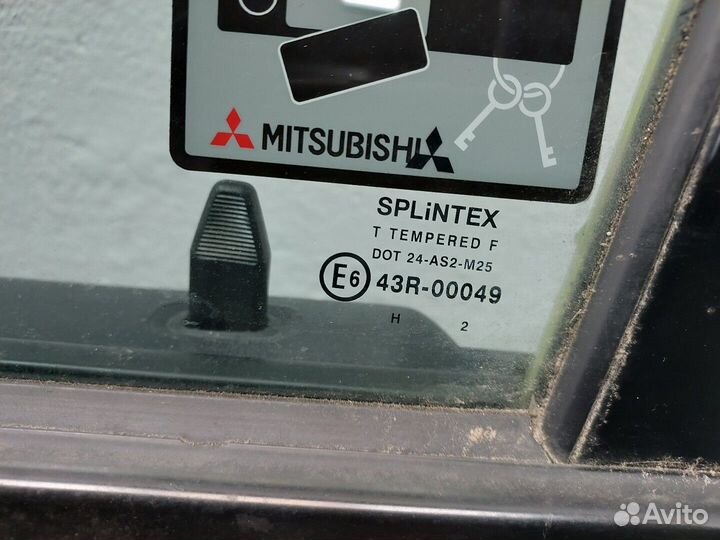 MITSUBISHI
SPLiNTEX
T TEMPERED F
DOT 24-AS2-M25
E6 43R-00049
H 2
Avito